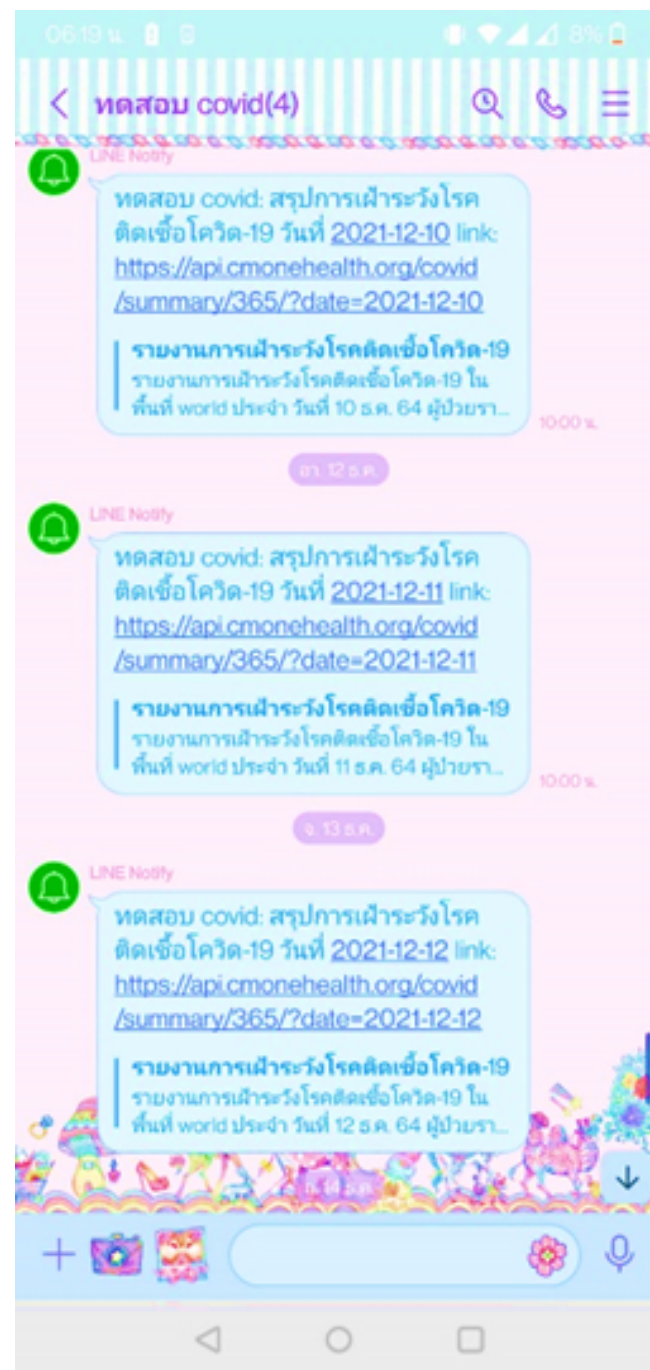 06:19 น.
8%
ทดสอบ covid(4)
LINE Notify
ทดสอบ covid: สรุปการเฝ้าระวังโรค
ติดเชื้อโควิด-19 วันที่ 2021-12-10 link:
https://api.cmonehealth.org/covid
/summary/365/?date=2021-12-10
รายงานการเฝ้าระวังโรคติดเชื้อโควิด-19
รายงานการเฝ้าระวังโรคติดเชื้อโควิด-19 ใน
พื้นที่ world ประจำ วันที่ 10 ธ.ค. 64 ผู้ป่วยรา...
10:00 น.
อา. 12 ธ.ค.
LINE Notify
ทดสอบ covid: สรุปการเฝ้าระวังโรค
ติดเชื้อโควิด-19 วันที่ 2021-12-11 link:
https://api.cmonehealth.org/covid
/summary/365/?date=2021-12-11
รายงานการเฝ้าระวังโรคติดเชื้อโควิด-19
รายงานการเฝ้าระวังโรคติดเชื้อโควิด-19 ใน
พื้นที่ world ประจำ วันที่ 11 ธ.ค. 64 ผู้ป่วยรา...
10:00 น.
จ. 13 ธ.ค.
LINE Notify
ทดสอบ covid: สรุปการเฝ้าระวังโรค
ติดเชื้อโควิด-19 วันที่ 2021-12-12 link:
https://api.cmonehealth.org/covid
/summary/365/?date=2021-12-12
รายงานการเฝ้าระวังโรคติดเชื้อโควิด-19
รายงานการเฝ้าระวังโรคติดเชื้อโควิด-19 ใน
พื้นที่ world ประจำ วันที่ 12 ธ.ค. 64 ผู้ป่วยรา...
14 ธ.ค.